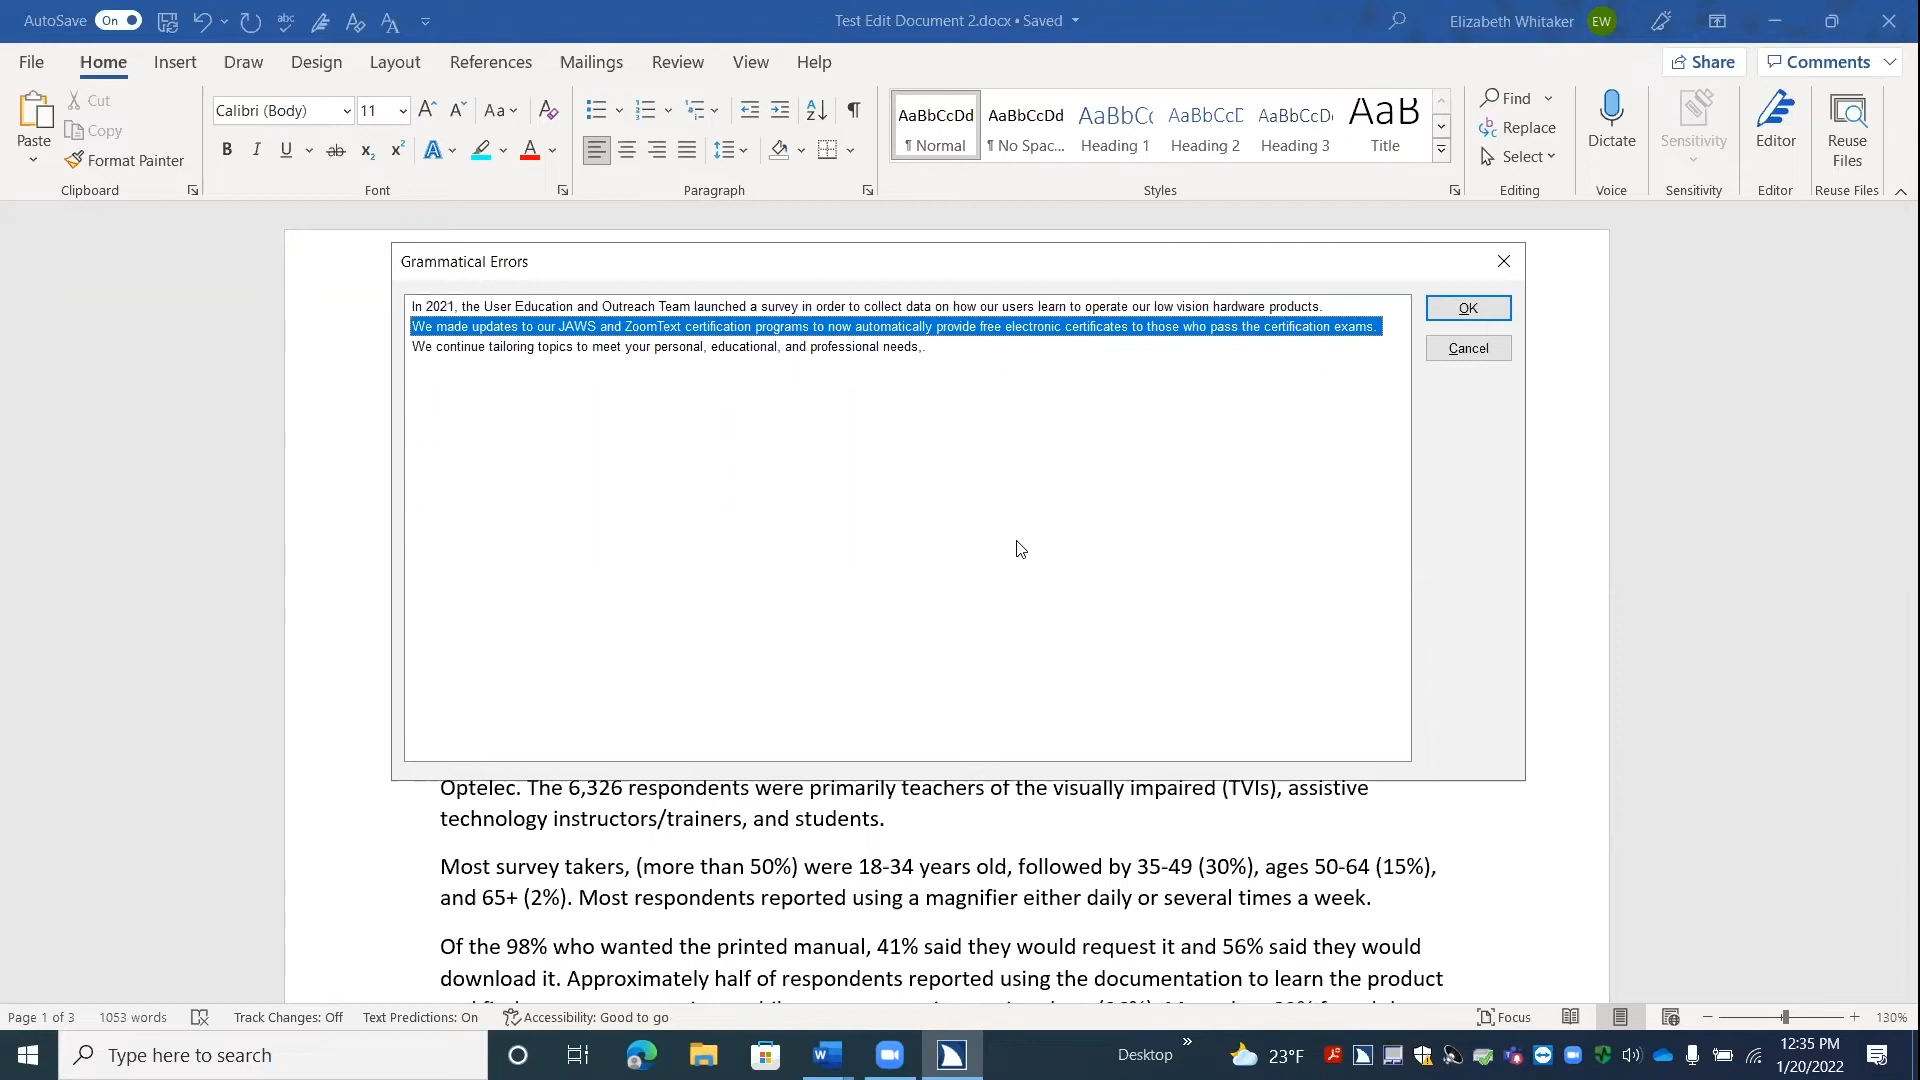 AutoSave On
Test Edit Document 2.docx • Saved
Elizabeth Whitaker EW
File Home Insert Draw Design Layout References Mailings Review View Help
Share Comments
Paste
Cut
Copy
Format Painter
Clipboard
Calibri (Body) 11
Font
Paragraph
AaBbCcDd AaBbCcDd AaBbCc AaBbCcD AaBbCcD AaB
¶ Normal ¶ No Spac... Heading 1 Heading 2 Heading 3 Title
Styles
Find
Replace
Select
Editing
Dictate
Voice
Sensitivity
Sensitivity
Editor
Editor
Reuse
Files
Reuse Files
Grammatical Errors
In 2021, the User Education and Outreach Team launched a survey in order to collect data on how our users learn to operate our low vision hardware products.
We made updates to our JAWS and ZoomText certification programs to now automatically provide free electronic certificates to those who pass the certification exams.
We continue tailoring topics to meet your personal, educational, and professional needs,.
OK
Cancel
Optelec. The 6,326 respondents were primarily teachers of the visually impaired (TVIs), assistive
technology instructors/trainers, and students.
Most survey takers, (more than 50%) were 18-34 years old, followed by 35-49 (30%), ages 50-64 (15%),
and 65+ (2%). Most respondents reported using a magnifier either daily or several times a week.
Of the 98% who wanted the printed manual, 41% said they would request it and 56% said they would
download it. Approximately half of respondents reported using the documentation to learn the product
Page 1 of 3 1053 words Track Changes: Off Text Predictions: On Accessibility: Good to go
Focus 130%
Type here to search
Desktop
23°F
12:35 PM
1/20/2022